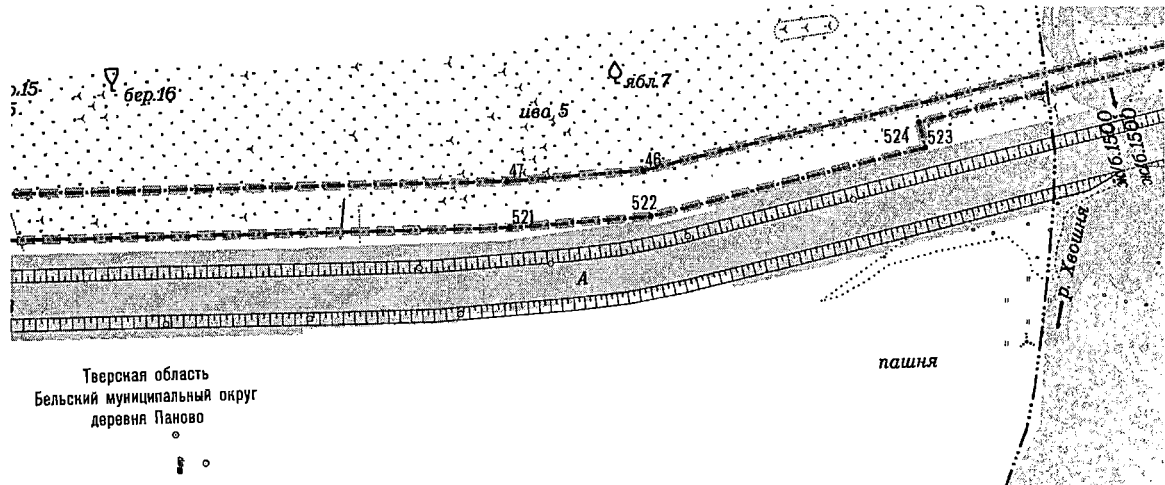 бер.16
ябл.7
ива 5
47
46
524
523
521
522
ж/б.1500
ж/б.1500
А
р. Хвошня
пашня
Тверская область
Бельский муниципальный округ
деревня Паново